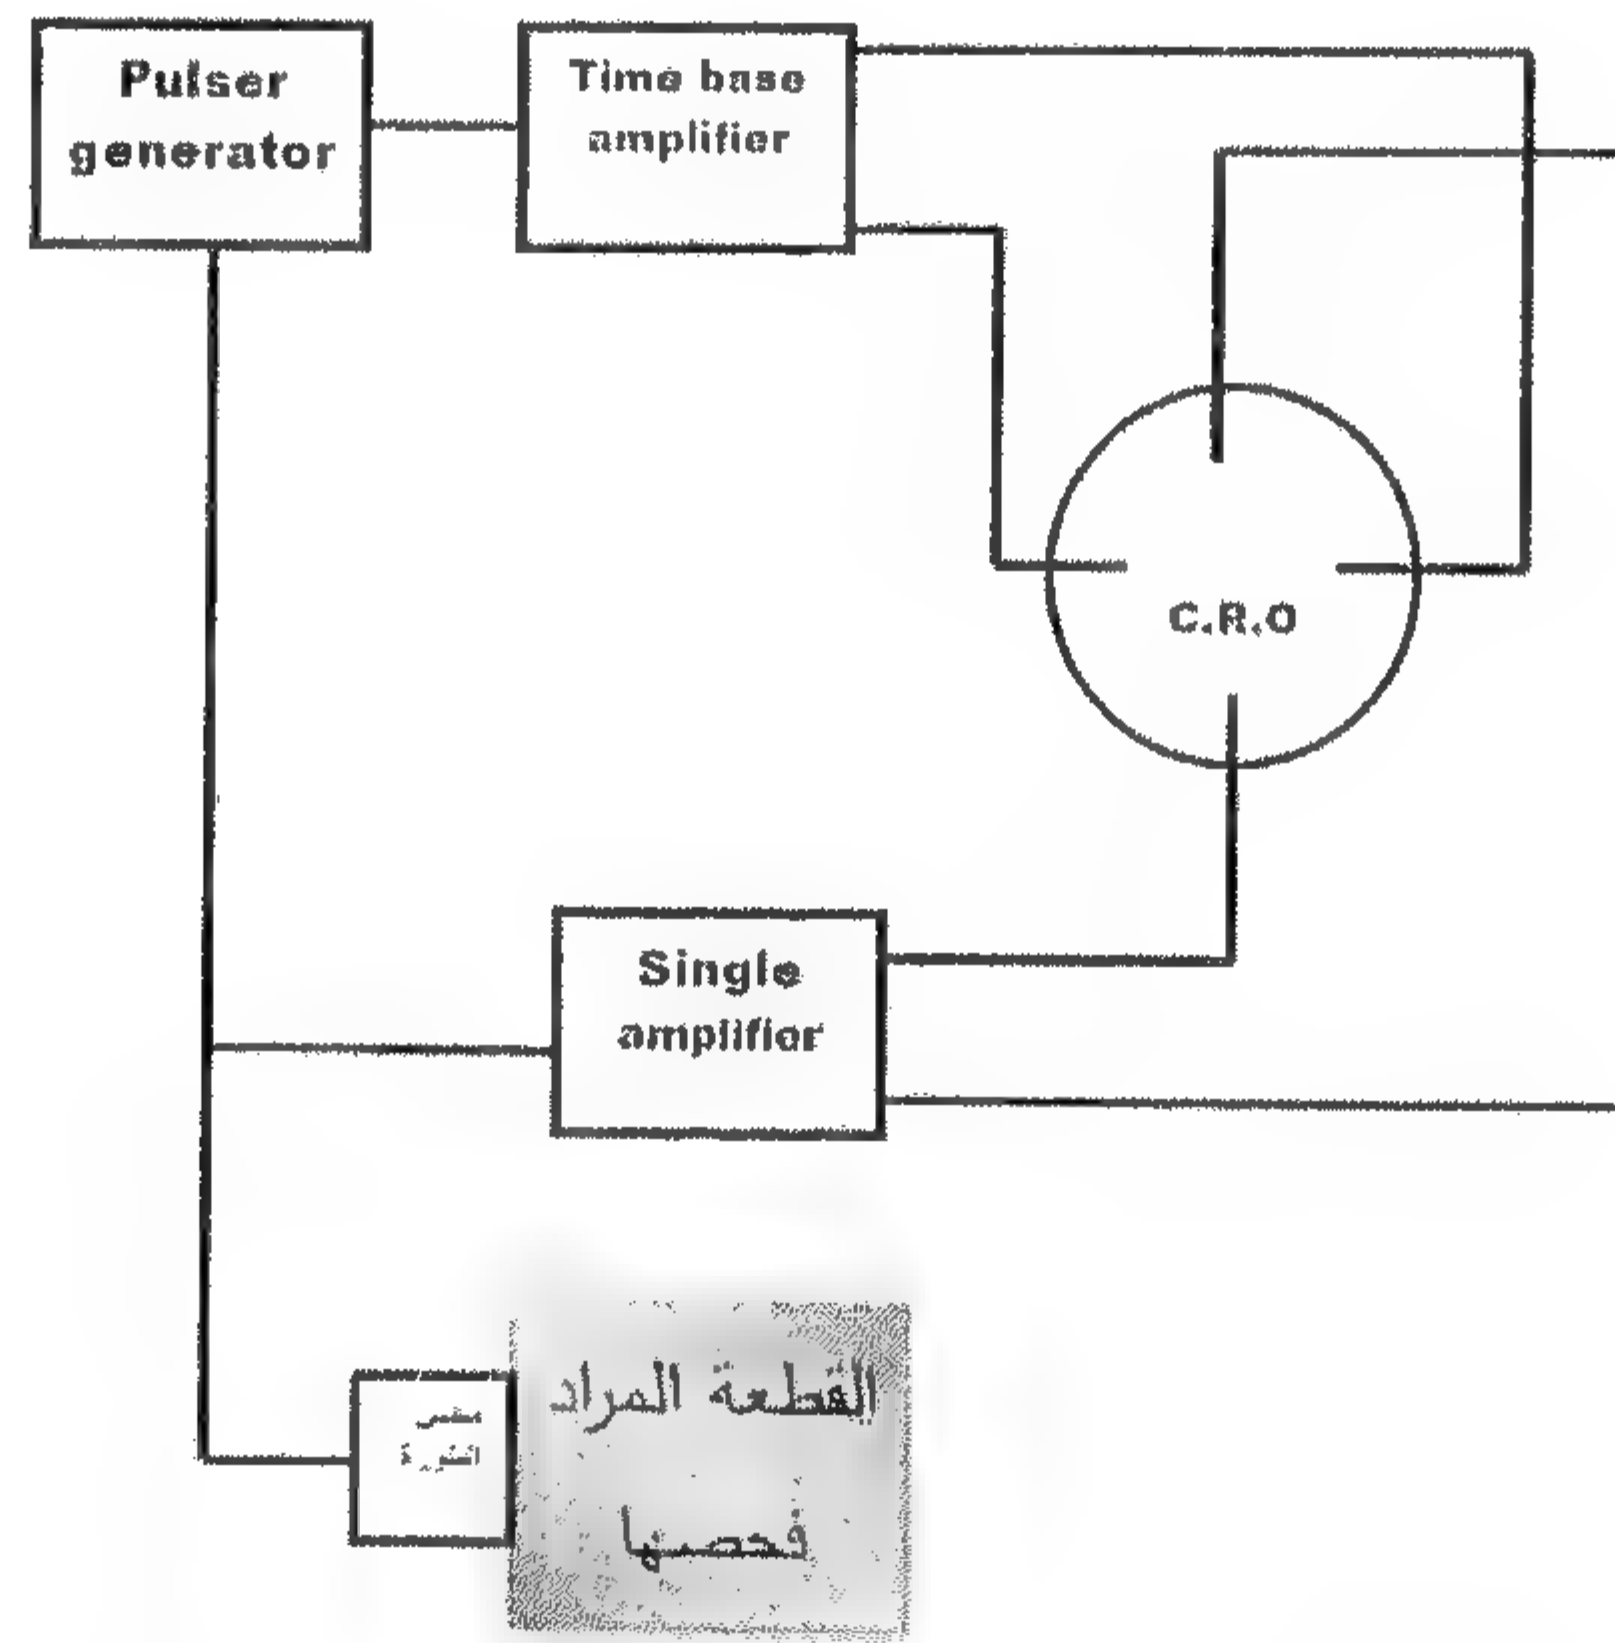 Pulser
generator
Time base
amplifier
C.R.O
Single
amplifier
القطعة المراد
فحصها